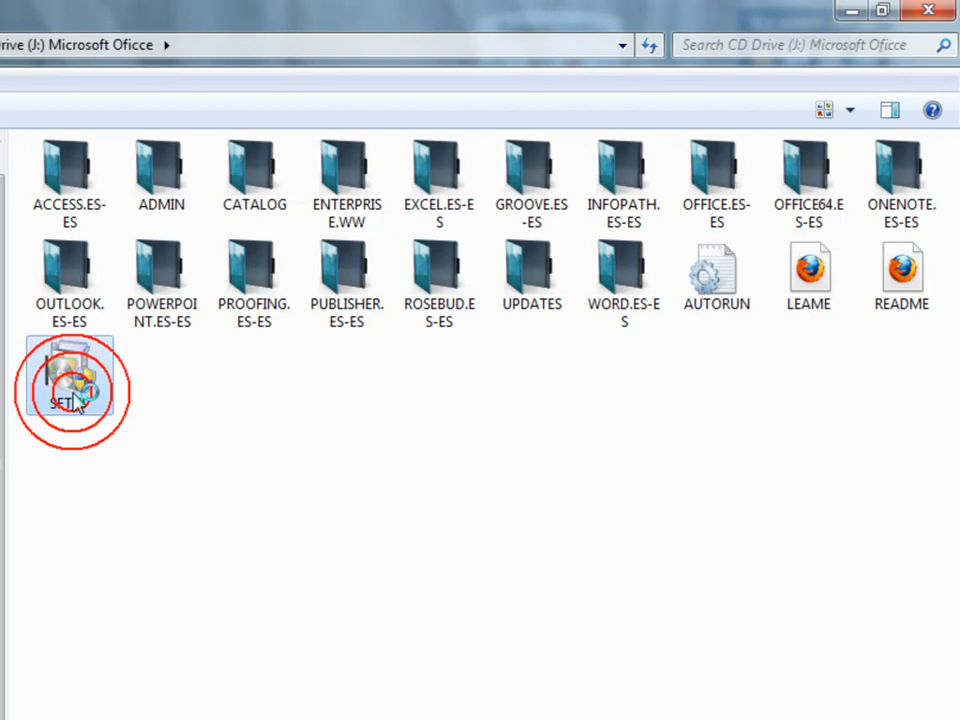 rive (J:) Microsoft Oficce
Search CD Drive (J:) Microsoft Oficce
ACCESS.ES-
ES
ADMIN
CATALOG
ENTERPRIS
E.WW
EXCEL.ES-E
S
GROOVE.ES
-ES
INFOPATH.
ES-ES
OFFICE.ES-
ES
OFFICE64.E
S-ES
ONENOTE.
ES-ES
OUTLOOK.
ES-ES
POWERPOI
NT.ES-ES
PROOFING.
ES-ES
PUBLISHER.
ES-ES
ROSEBUD.E
S-ES
UPDATES
WORD.ES-E
S
AUTORUN
LEAME
README